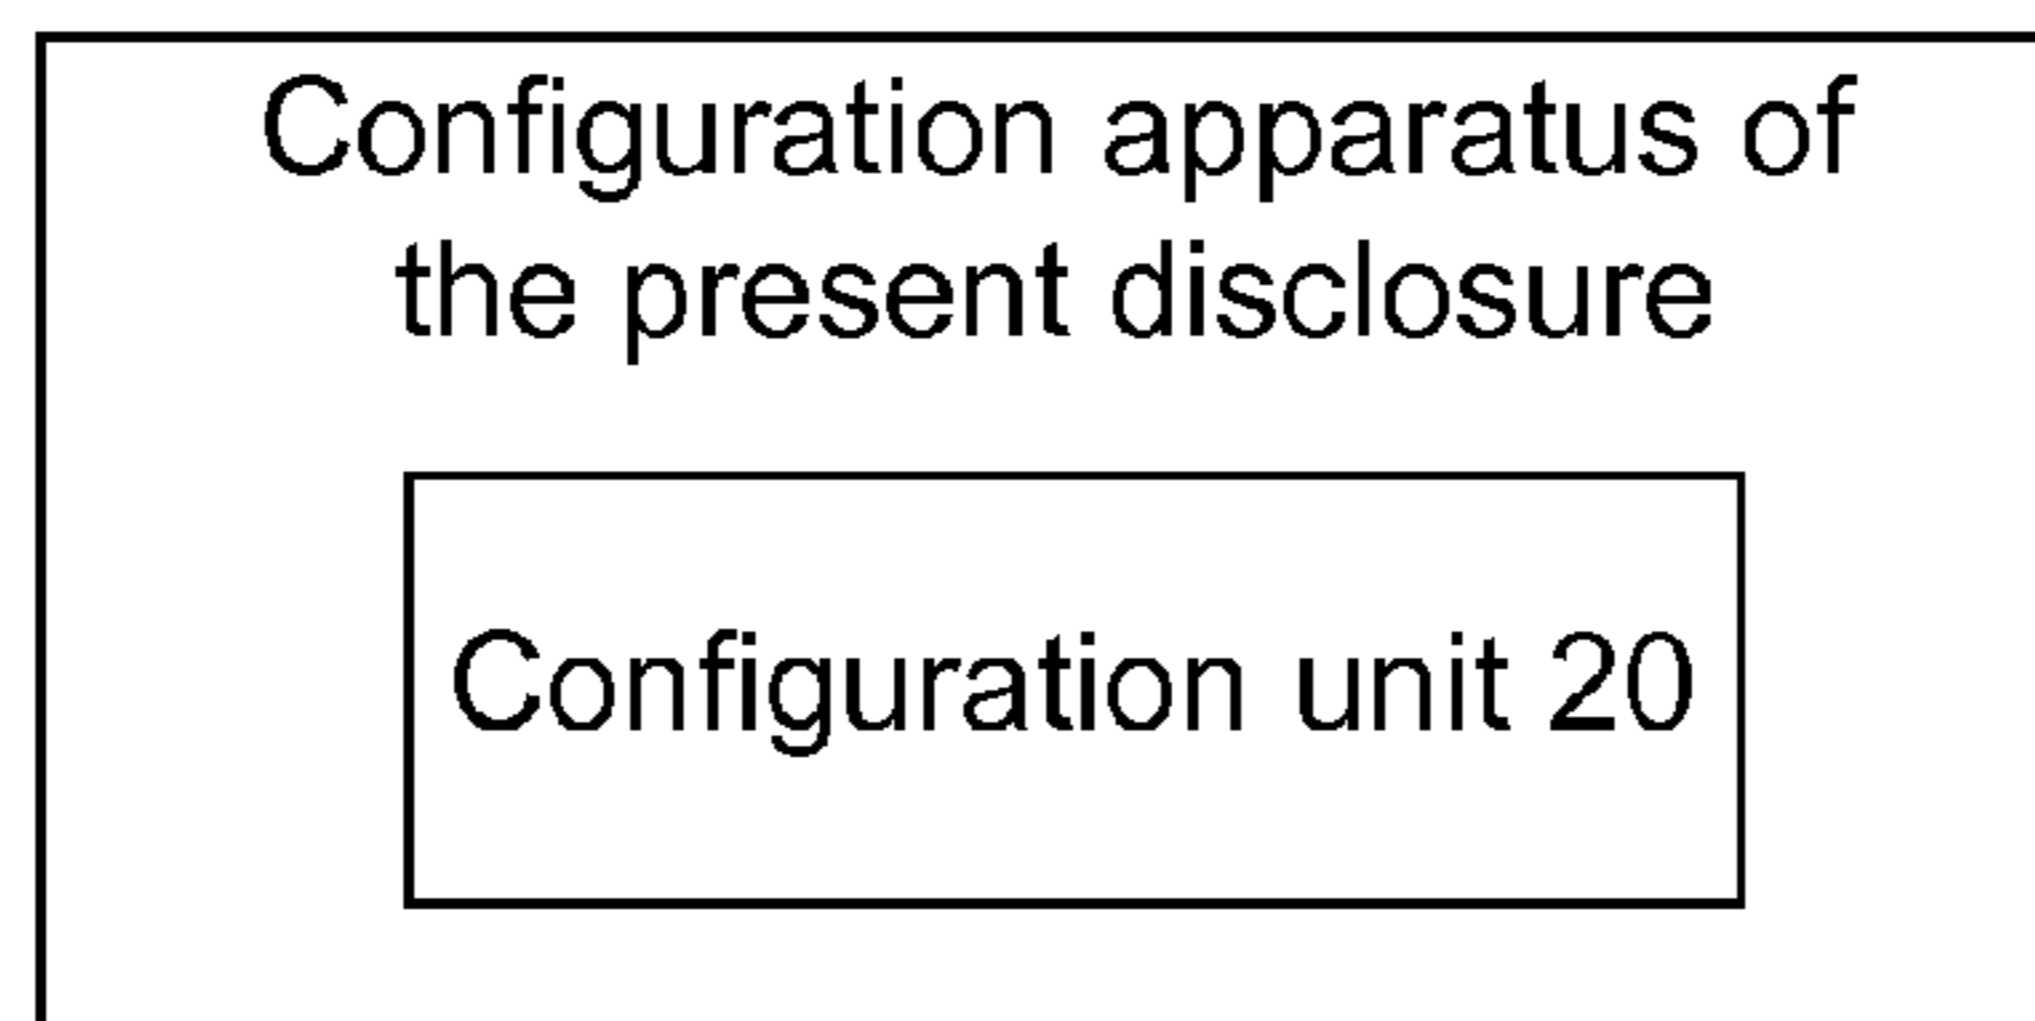 Configuration apparatus of
the present disclosure
Configuration unit 20